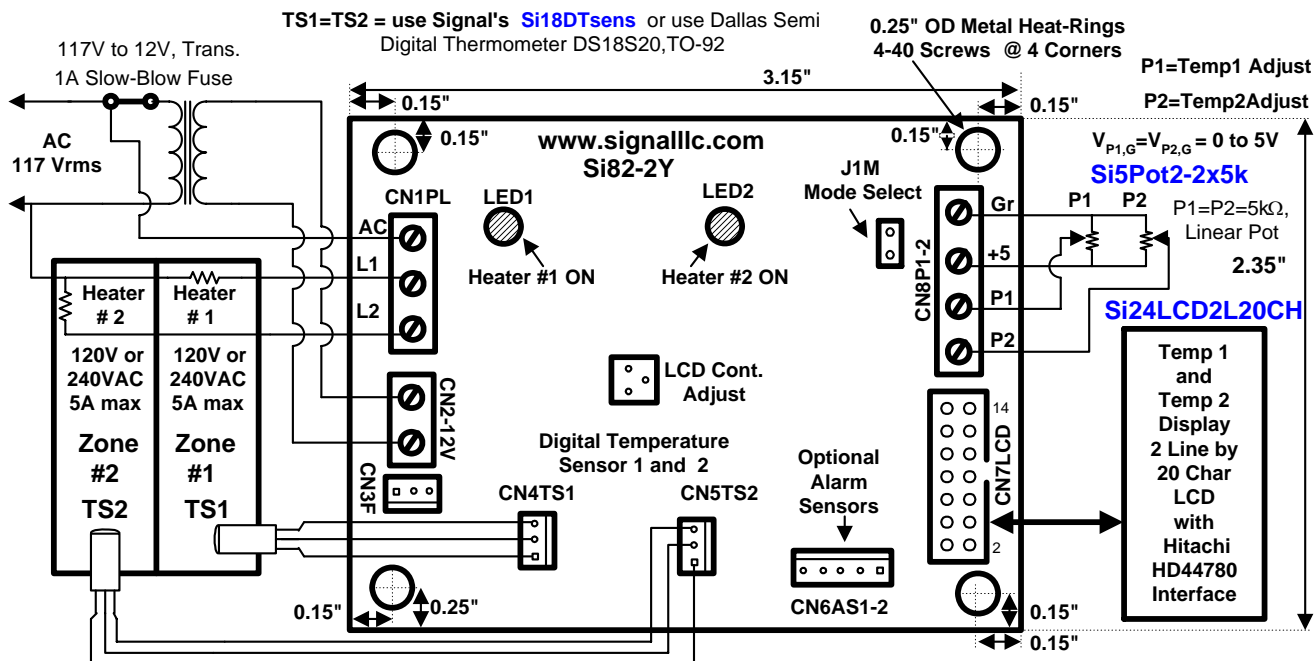 TS1=TS2 = use Signal's Si18DTsens or use Dallas Semi
Digital Thermometer DS18S20,TO-92
0.25" OD Metal Heat-Rings
4-40 Screws @ 4 Corners
117V to 12V, Trans.
1A Slow-Blow Fuse
P1=Temp1 Adjust
P2=Temp2Adjust
3.15"
0.15"
0.15"
0.15"
0.15"
AC
117 Vrms
www.signalllc.com
Si82-2Y
VP1,G=VP2,G = 0 to 5V
Si5Pot2-2x5k
P1 P2
P1=P2=5kΩ,
Linear Pot
2.35"
J1M
Mode Select
CN1PL
LED1
LED2
AC
L1
L2
Heater #1 ON
Heater #2 ON
Gr
+5
P1
P2
CN8P1-2
Si24LCD2L20CH
Heater
# 2
Heater
# 1
120V or
240VAC
5A max
120V or
240VAC
5A max
Zone
#2
Zone
#1
TS2
TS1
LCD Cont.
Adjust
CN2-12V
CN3F
Digital Temperature
Sensor 1 and 2
CN4TS1
CN5TS2
Optional
Alarm
Sensors
CN6AS1-2
14
CN7LCD
2
Temp 1
and
Temp 2
Display
2 Line by
20 Char
LCD
with
Hitachi
HD44780
Interface
0.15"
0.25"
0.15"
0.15"